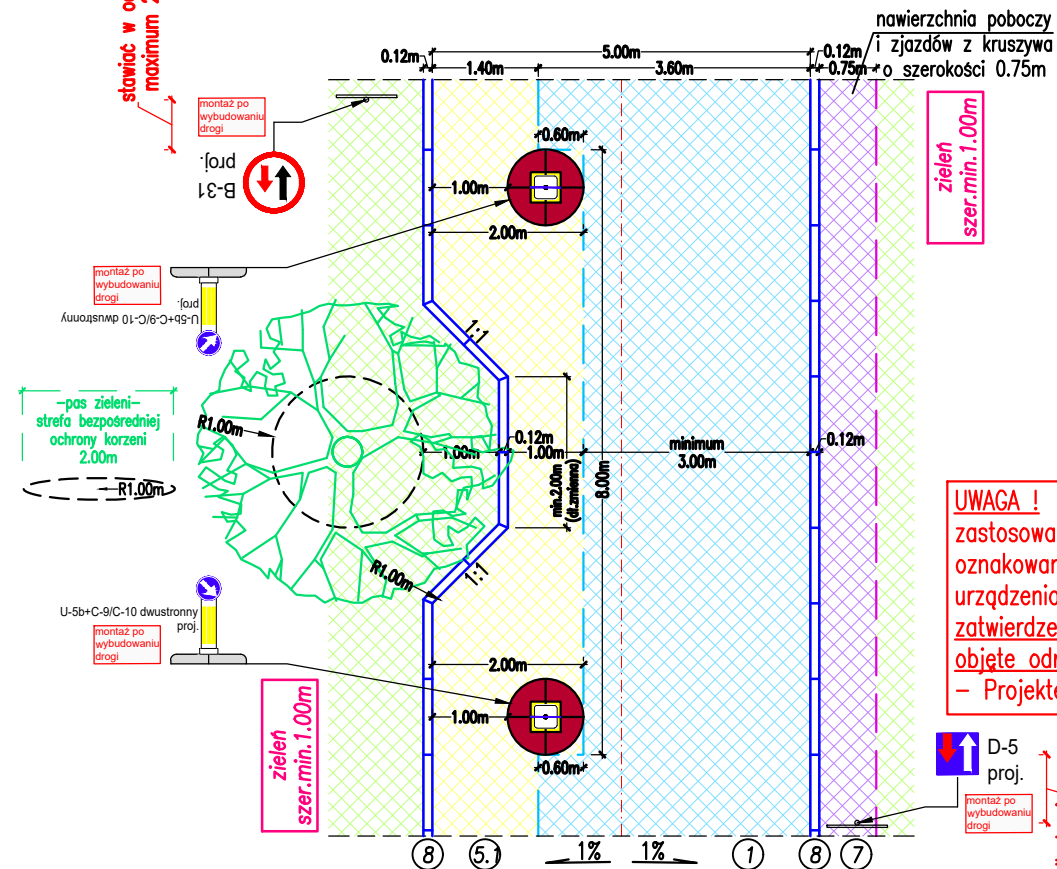 stawiać w
maximum
nawierzchnia poboczy
i zjazdów z kruszywa
o szerokości 0.75m
5.00m
0.12m
1.40m
3.60m
0.12m
0.75m
montaż po
wybudowaniu
drogi
B-31
proj.
0.60m
1.00m
2.00m
zieleń
szer.min.1.00m
montaż po
wybudowaniu
drogi
U-5b+C-9/C-10 dwustronny
proj.
1:1
-pas zieleni-
strefa bezpośredniej
ochrony korzeni
2.00m
R1.00m
R1.00m
1.00m
0.12m
1.00m
min.2.00m
(dł.zmienna)
8.00m
minimum
3.00m
0.12m
R1.00m
1:1
UWAGA !
zastosowa
oznakowan
urządzenia
zatwierdze
objęte odr
- Projekte
U-5b+C-9/C-10 dwustronny
proj.
montaż po
wybudowaniu
drogi
2.00m
1.00m
0.60m
zieleń
szer.min.1.00m
D-5
proj.
montaż po
wybudowaniu
drogi
8
5.1
1%
1%
1
8
7